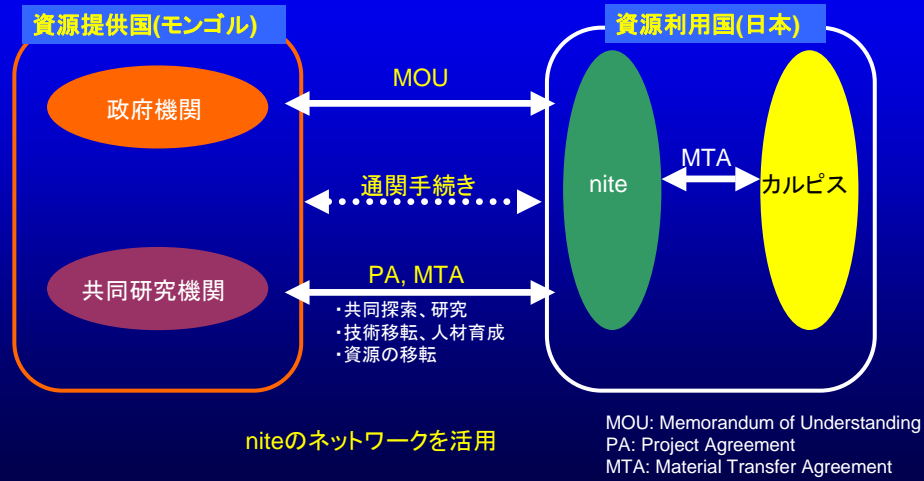 資源提供国(モンゴル)
資源利用国(日本)
政府機関
MOU
通関手続き
nite
MTA
カルピス
共同研究機関
PA, MTA
・共同探索、研究
・技術移転、人材育成
・資源の移転
niteのネットワークを活用
MOU: Memorandum of Understanding
PA: Project Agreement
MTA: Material Transfer Agreement